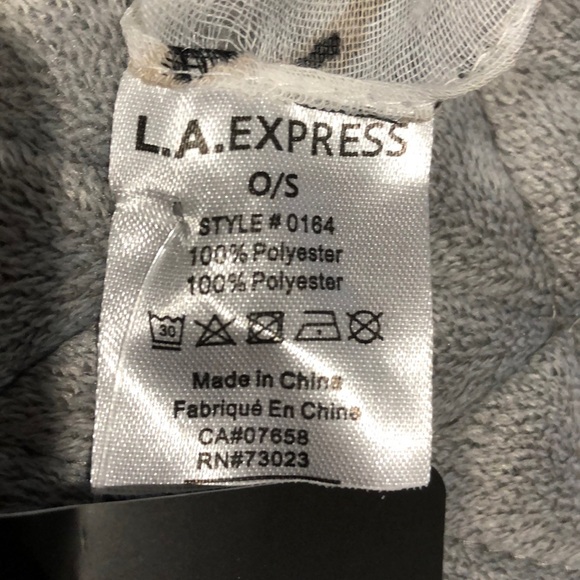 L.A.EXPRESS
O/S
STYLE # 0164
100% Polyester
100% Polyester
30
Made in China
Fabriqué En Chine
CA#07658
RN#73023